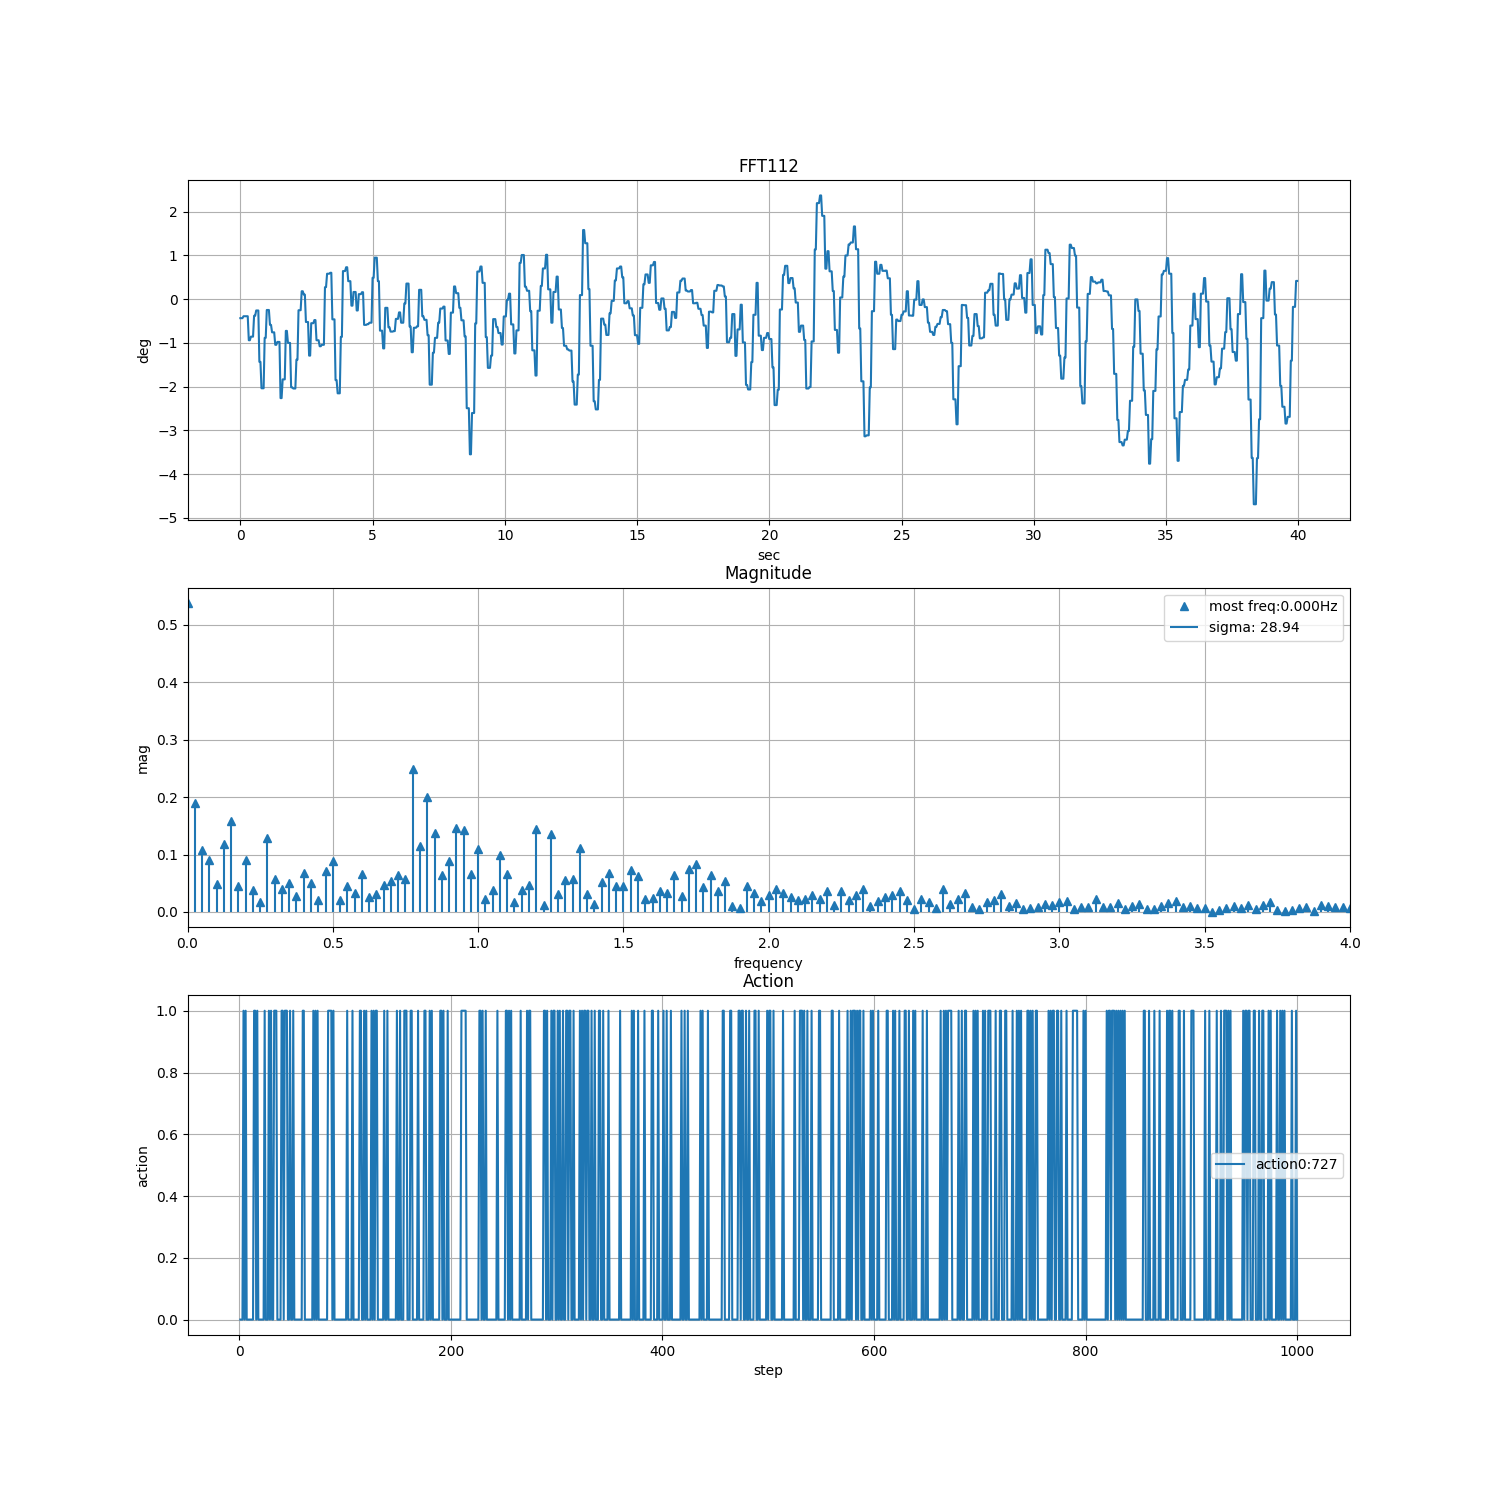 FFT112
2
1
0
−1
−2
−3
−4
−5
deg
0 5 10 15 20 25 30 35 40
sec
Magnitude
most freq:0.000Hz
sigma: 28.94
0.5
0.4
0.3
0.2
0.1
0.0
mag
0.0 0.5 1.0 1.5 2.0 2.5 3.0 3.5 4.0
frequency
Action
1.0
0.8
0.6
0.4
0.2
0.0
action
action0:727
0 200 400 600 800 1000
step